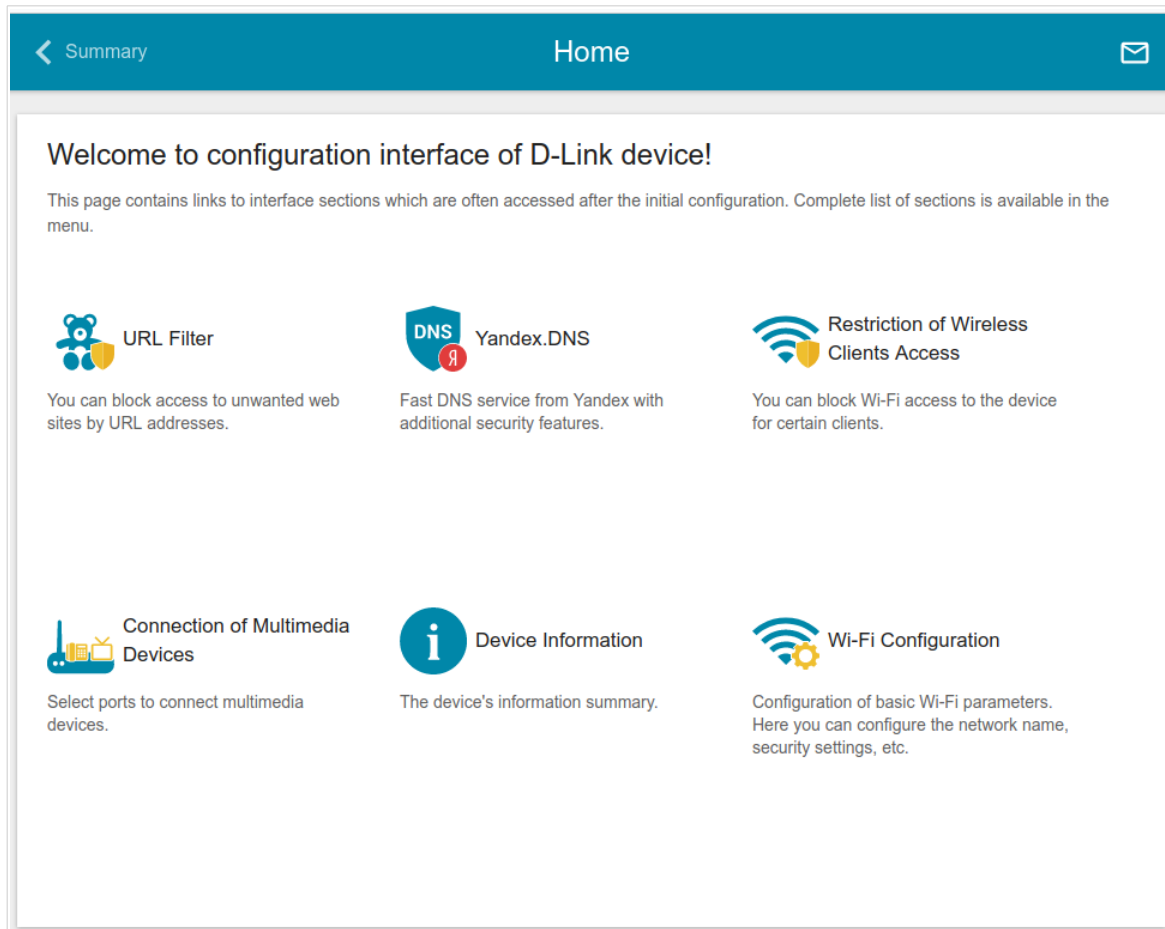 Summary
Home
Welcome to configuration interface of D-Link device!
This page contains links to interface sections which are often accessed after the initial configuration. Complete list of sections is available in the
menu.
URL Filter
You can block access to unwanted web
sites by URL addresses.
DNS
Я
Yandex.DNS
Fast DNS service from Yandex with
additional security features.
Restriction of Wireless
Clients Access
You can block Wi-Fi access to the device
for certain clients.
Connection of Multimedia
Devices
Select ports to connect multimedia
devices.
i
Device Information
The device's information summary.
Wi-Fi Configuration
Configuration of basic Wi-Fi parameters.
Here you can configure the network name,
security settings, etc.